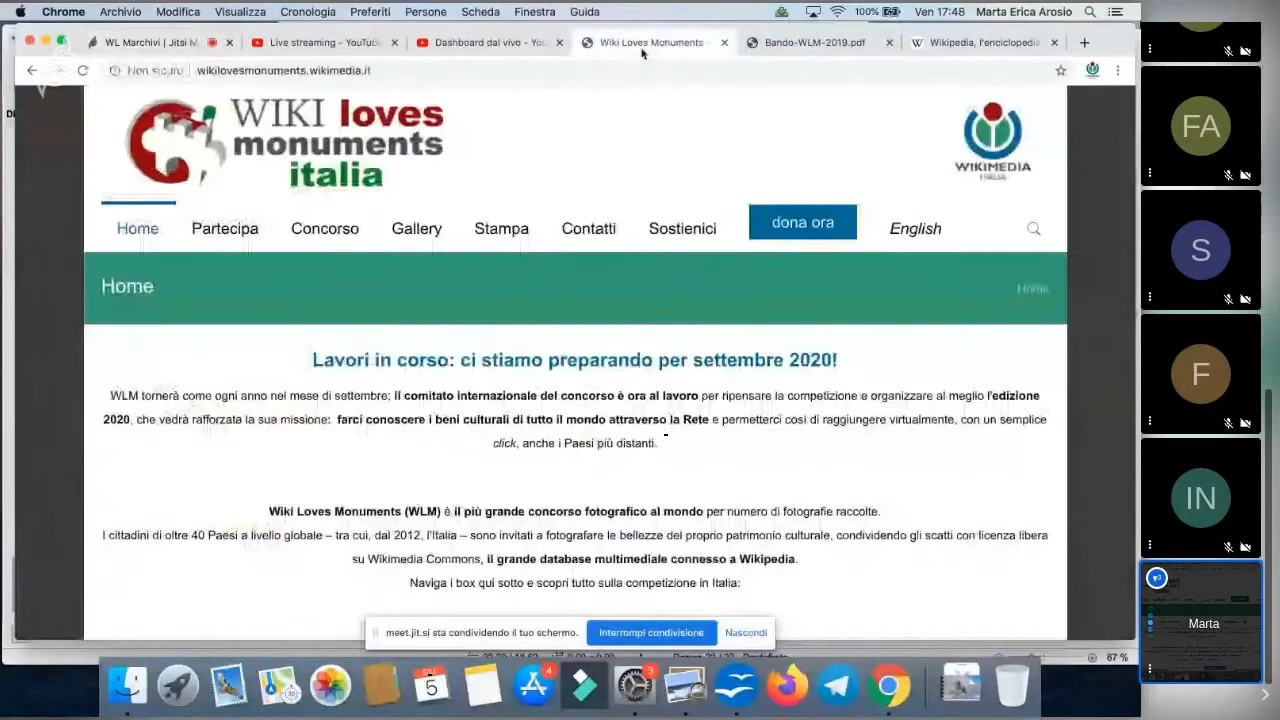 Chrome Archivio Modifica Visualizza Cronologia Preferiti Persone Scheda Finestra Guida 100% Ven 17:48 Marta Erica Arosio
WL Marchivi | Jitsi M Live streaming - YouTub Dashboard dal vivo - YouT Wiki Loves Monuments Bando-WLM-2019.pdf Wikipedia, l'enciclopedia
Non sicuro wikilovesmonuments.wikimedia.it
WIKI loves
monuments
italia
WIKIMEDIA
ITALIA
Home Partecipa Concorso Gallery Stampa Contatti Sostienici dona ora English
Home Home
Lavori in corso: ci stiamo preparando per settembre 2020!
WLM tornerà come ogni anno nel mese di settembre; il comitato internazionale del concorso è ora al lavoro per ripensare la competizione e organizzare al meglio l'edizione
2020, che vedrà rafforzata la sua missione: farci conoscere i beni culturali di tutto il mondo attraverso la Rete e permetterci così di raggiungere virtualmente, con un semplice
click, anche i Paesi più distanti.
Wiki Loves Monuments (WLM) è il più grande concorso fotografico al mondo per numero di fotografie raccolte.
I cittadini di oltre 40 Paesi a livello globale – tra cui, dal 2012, l'Italia – sono invitati a fotografare le bellezze del proprio patrimonio culturale, condividendo gli scatti con licenza libera
su Wikimedia Commons, il grande database multimediale connesso a Wikipedia.
Naviga i box qui sotto e scopri tutto sulla competizione in Italia:
meet.jit.si sta condividendo il tuo schermo. Interrompi condivisione Nascondi
67 %
5
4
3
FA
S
F
IN
Marta